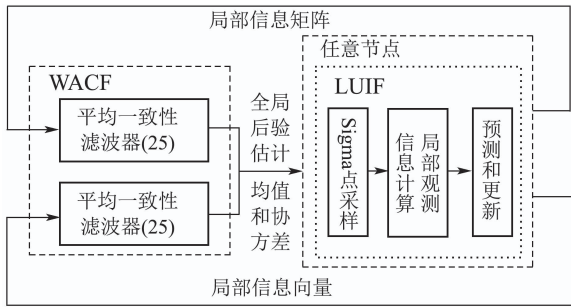 局部信息矩阵
任意节点
WACF
LUIF
平均一致性
滤波器(25)
全局
后验
估计
均值
和协
方差
平均一致性
滤波器(25)
Sigma点采样
局部观测
信息计算
预测和更新
局部信息向量